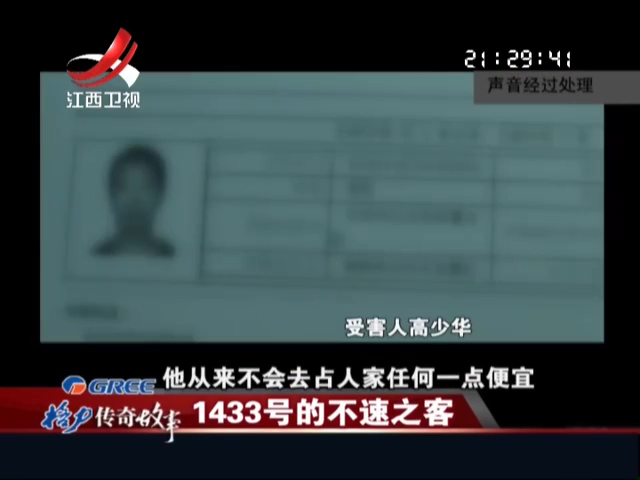 江西卫视
21:29:41
声音经过处理
受害人高少华
GREE 他从来不会去占人家任何一点便宜
格力 传奇故事 1433号的不速之客